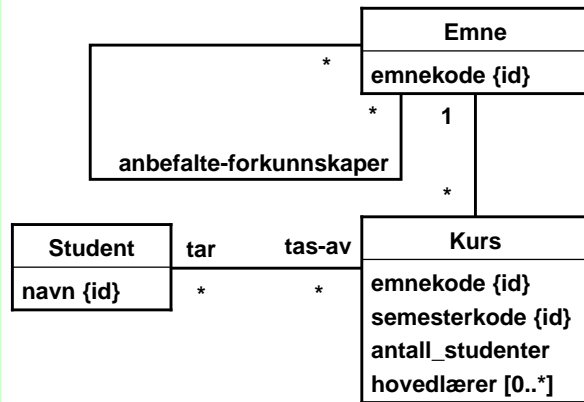 Emne
emnekode {id}
*
*
1
anbefalte-forkunnskaper
*
Student
navn {id}
tar
tas-av
*
*
Kurs
emnekode {id}
semesterkode {id}
antall_studenter
hovedlærer [0..*]